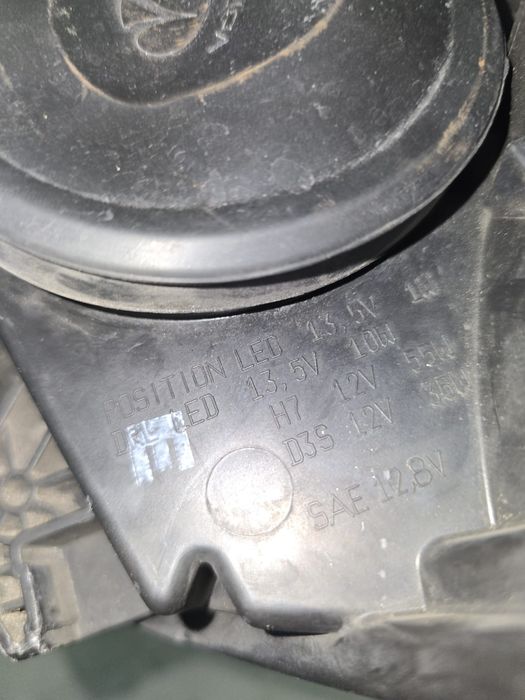 POSITION LED 13,5V 1W
DRL LED 13,5V 10W
H7 12V 55W
D3S 12V 35W
SAE 12,8V